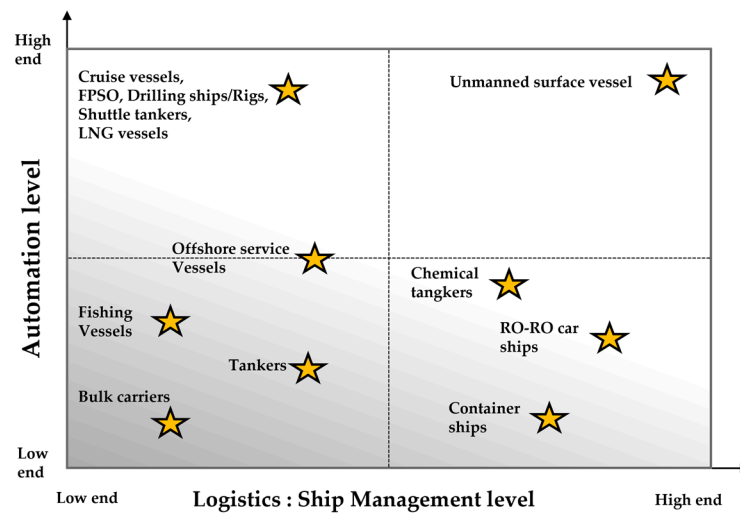 High
end
Cruise vessels,
FPSO, Drilling ships/Rigs,
Shuttle tankers,
LNG vessels
Unmanned surface vessel
Automation level
Offshore service
Vessels
Chemical
tangkers
Fishing
Vessels
RO-RO car
ships
Tankers
Bulk carriers
Container
ships
Low
end
Low end
Logistics : Ship Management level
High end